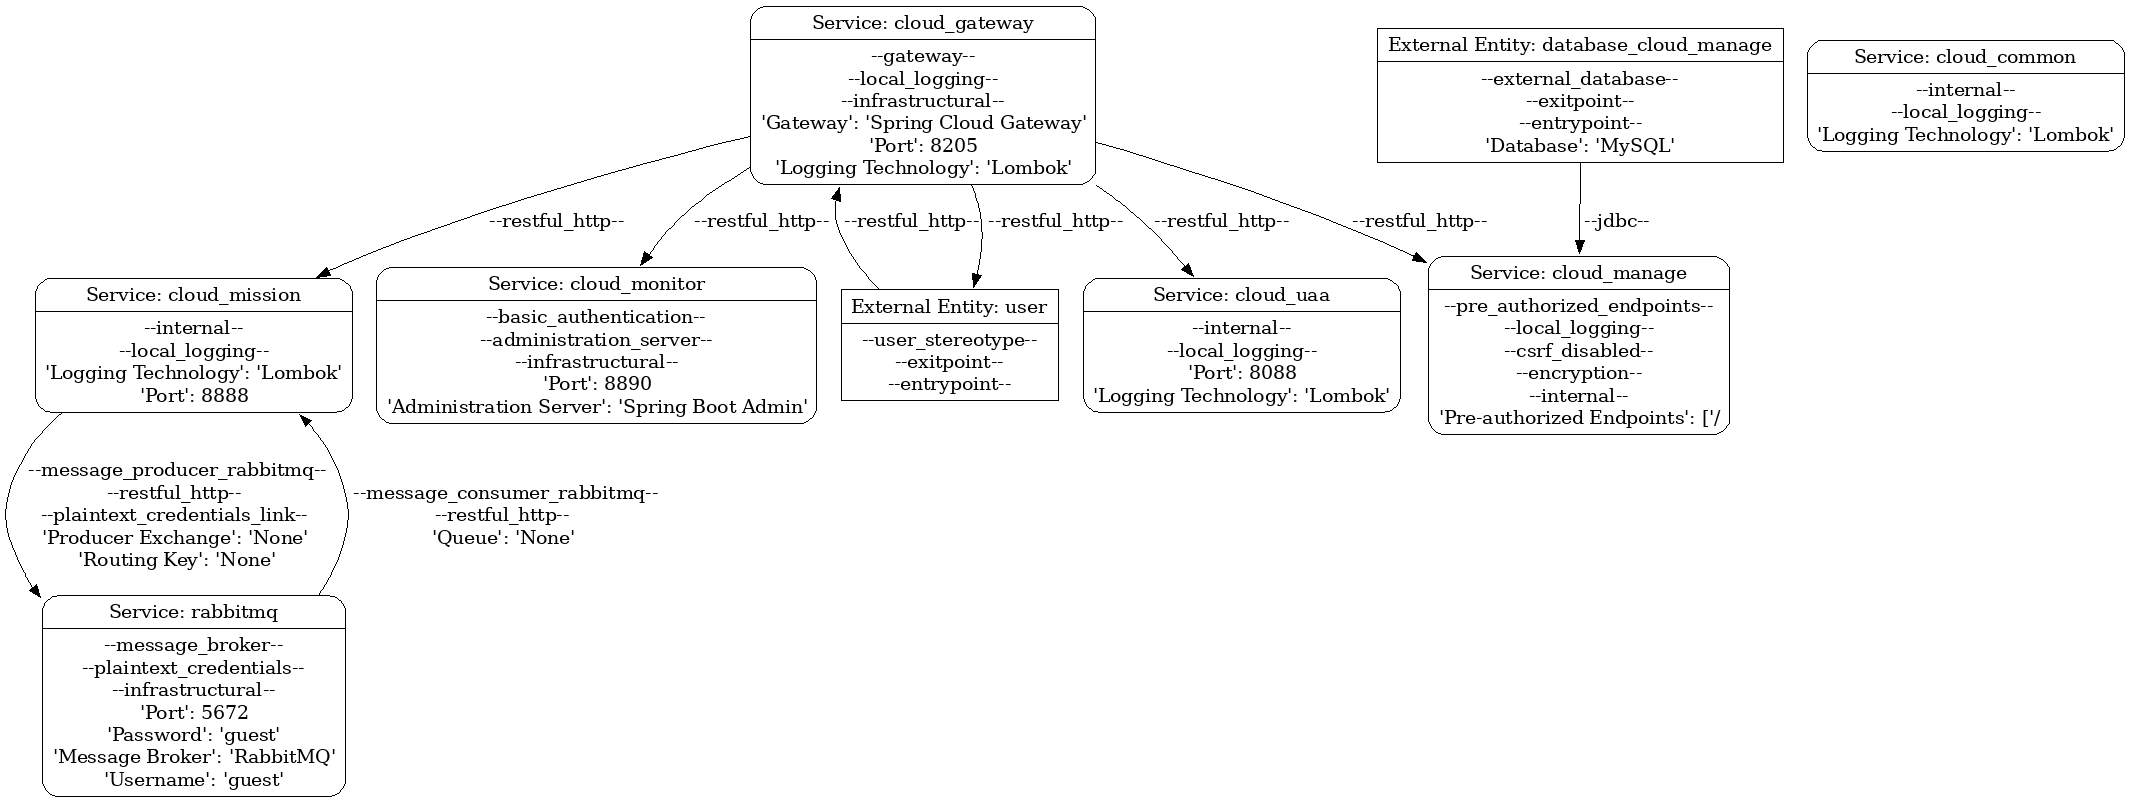 Service: cloud_gateway
--gateway--
--local_logging--
--infrastructural--
'Gateway': 'Spring Cloud Gateway'
'Port': 8205
'Logging Technology': 'Lombok'
External Entity: database_cloud_manage
--external_database--
--exitpoint--
--entrypoint--
'Database': 'MySQL'
Service: cloud_common
--internal--
--local_logging--
'Logging Technology': 'Lombok'
--restful_http--
--restful_http--
--restful_http--
--restful_http--
--restful_http--
--restful_http--
--jdbc--
Service: cloud_mission
--internal--
--local_logging--
'Logging Technology': 'Lombok'
'Port': 8888
Service: cloud_monitor
--basic_authentication--
--administration_server--
--infrastructural--
'Port': 8890
'Administration Server': 'Spring Boot Admin'
External Entity: user
--user_stereotype--
--exitpoint--
--entrypoint--
Service: cloud_uaa
--internal--
--local_logging--
'Port': 8088
'Logging Technology': 'Lombok'
Service: cloud_manage
--pre_authorized_endpoints--
--local_logging--
--csrf_disabled--
--encryption--
--internal--
'Pre-authorized Endpoints': ['/
--message_producer_rabbitmq--
--restful_http--
--plaintext_credentials_link--
'Producer Exchange': 'None'
'Routing Key': 'None'
--message_consumer_rabbitmq--
--restful_http--
'Queue': 'None'
Service: rabbitmq
--message_broker--
--plaintext_credentials--
--infrastructural--
'Port': 5672
'Password': 'guest'
'Message Broker': 'RabbitMQ'
'Username': 'guest'